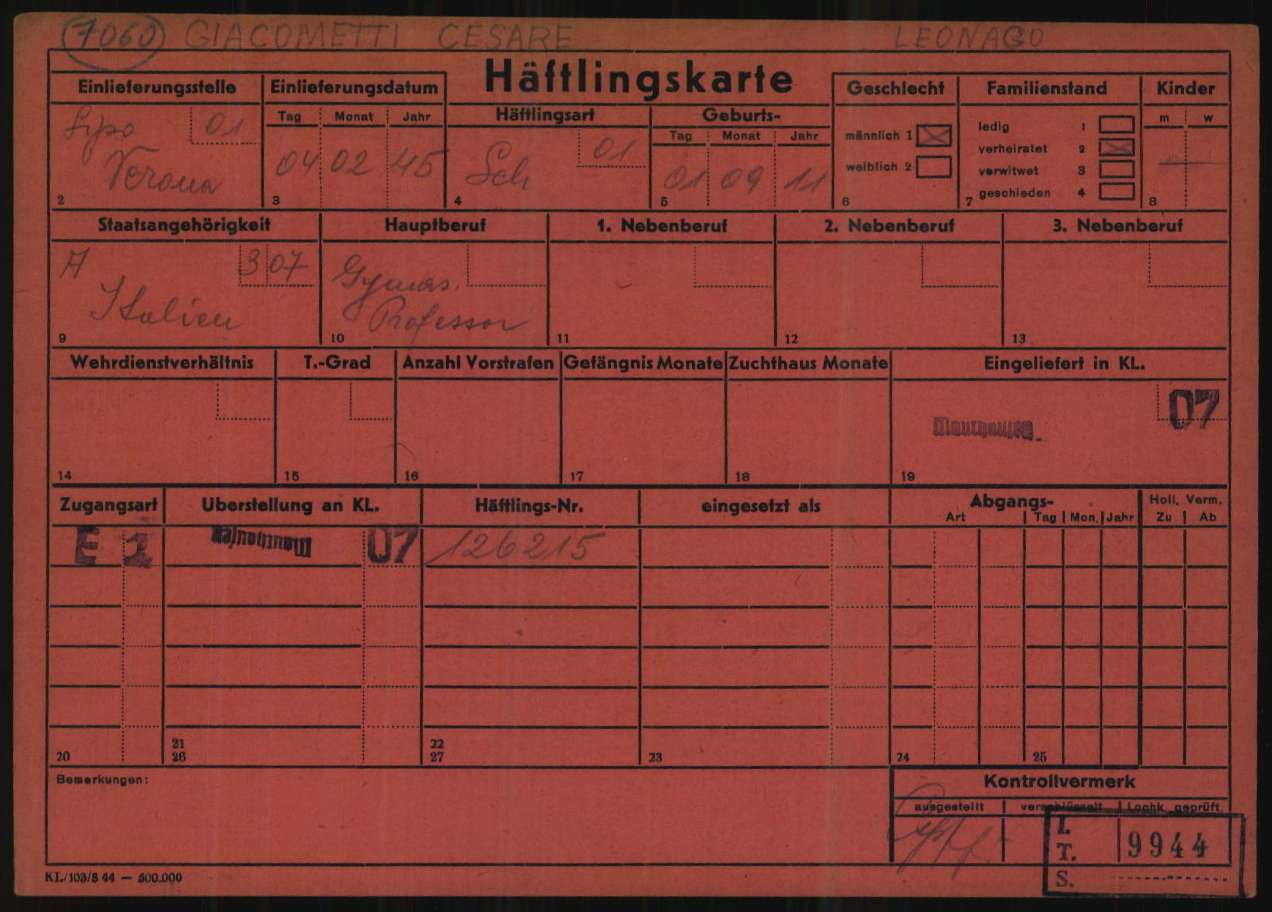 7060 GIACOMETTI CESARE LEONAGO
Häftlingskarte
Einlieferungsstelle
Sipo 01
Verona
2
Einlieferungsdatum
Tag Monat Jahr
04 02 45
3
Häftlingsart
Sch 01
4
Geburts-
Tag Monat Jahr
01 09 11
5
Geschlecht
männlich 1
weiblich 2
6
Familienstand
ledig 1
verheiratet 2
verwitwet 3
geschieden 4
7
Kinder
m w
8
Staatsangehörigkeit
A 3 07
Italien
9
Hauptberuf
Gymnas.
Professor
10
1. Nebenberuf
11
2. Nebenberuf
12
3. Nebenberuf
13
Wehrdienstverhältnis
14
T.-Grad
15
Anzahl Vorstrafen
16
Gefängnis Monate
17
Zuchthaus Monate
18
Eingeliefert in KL.
07
Mauthausen
19
Zugangsart
E 1
20
Überstellung an KL.
Mauthausen 07
21
26
Häftlings-Nr.
126215
22
27
eingesetzt als
23
Abgangs-
Art Tag Mon. Jahr
24 25
Holl. Verm.
Zu Ab
Bemerkungen:
Kontrollvermerk
ausgestellt verschlüsselt Lochk. geprüft
I.
T. 9944
S.
KL/103/8 44 — 500.000